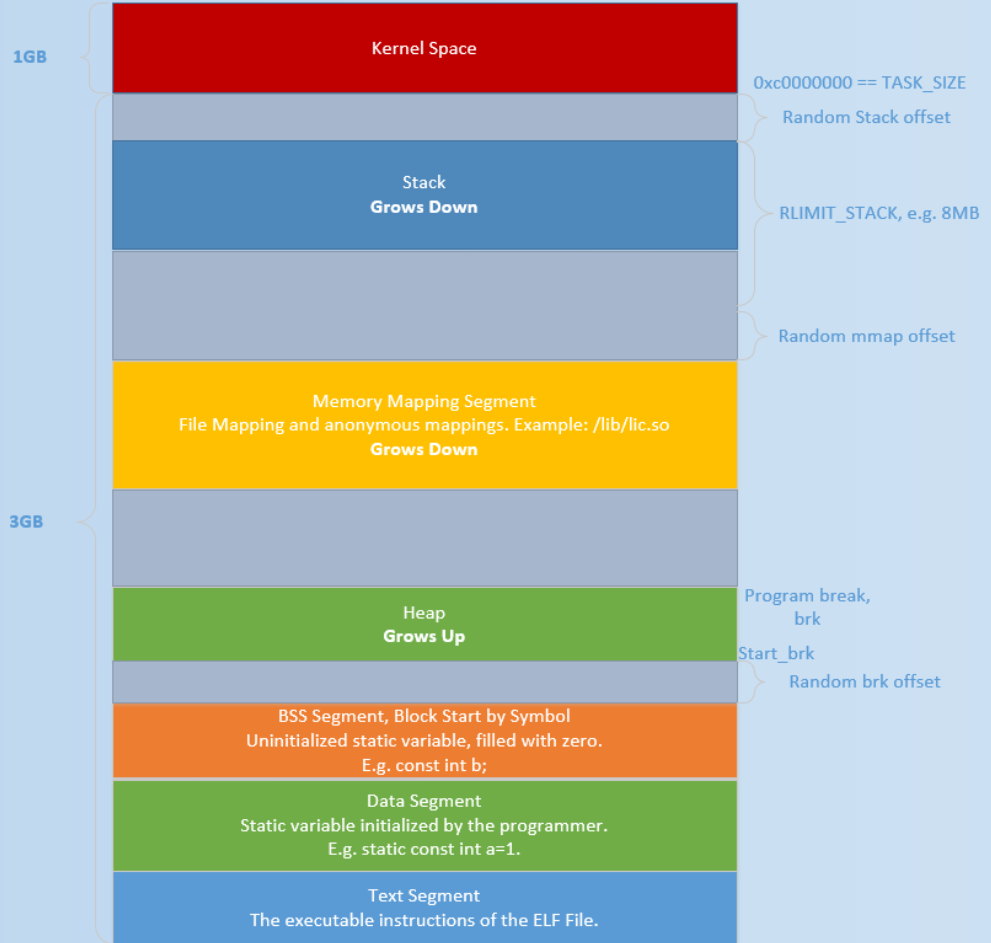 Kernel Space
1GB
0xc0000000 == TASK_SIZE
Random Stack offset
Stack
Grows Down
RLIMIT_STACK, e.g. 8MB
Random mmap offset
Memory Mapping Segment
File Mapping and anonymous mappings. Example: /lib/lic.so
Grows Down
3GB
Program break,
brk
Heap
Grows Up
Start_brk
Random brk offset
BSS Segment, Block Start by Symbol
Uninitialized static variable, filled with zero.
E.g. const int b;
Data Segment
Static variable initialized by the programmer.
E.g. static const int a=1.
Text Segment
The executable instructions of the ELF File.